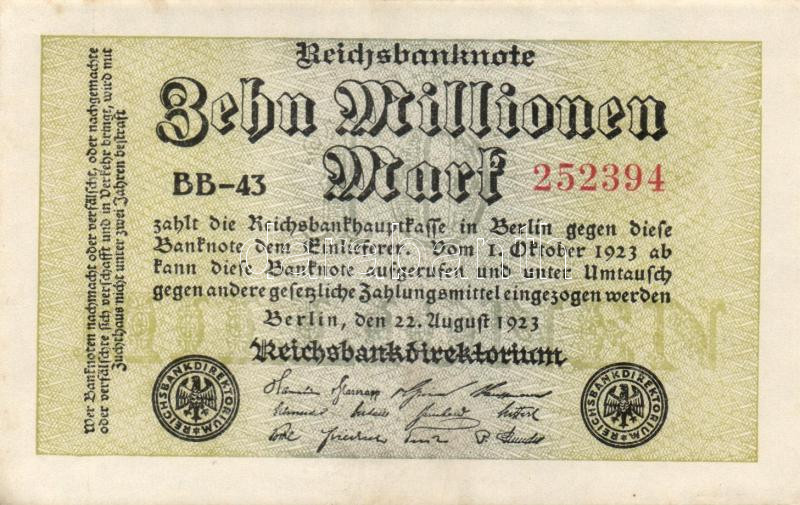 Reichsbanknote
Zehn Millionen
Mark
BB-43
252394
zahlt die Reichsbankhauptkasse in Berlin gegen diese
Banknote dem Einlieferer. Vom 1. Oktober 1923 ab
kann diese Banknote aufgerufen und unter Umtausch
gegen andere gesetzliche Zahlungsmittel eingezogen werden
Berlin, den 22. August 1923
Reichsbankdirektorium
REICHSBANKDIREKTORIUM
REICHSBANKDIREKTORIUM
Wer Banknoten nachmacht oder verfälscht, oder nachgemachte
oder verfälschte sich verschafft und in Verkehr bringt, wird mit
Zuchthaus nicht unter zwei Jahren bestraft